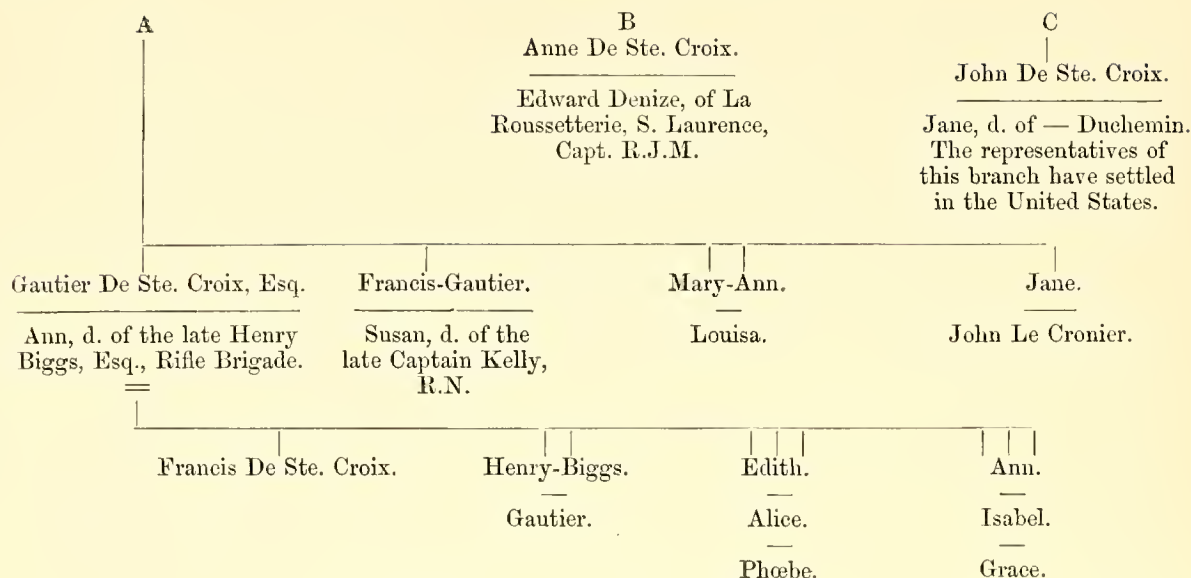 A
B
Anne De Ste. Croix.
Edward Denize, of La
Roussetterie, S. Laurence,
Capt. R.J.M.
C
John De Ste. Croix.
Jane, d. of — Duchemin.
The representatives of
this branch have settled
in the United States.
Gautier De Ste. Croix, Esq.
Ann, d. of the late Henry
Biggs, Esq., Rifle Brigade.
Francis-Gautier.
Susan, d. of the
late Captain Kelly,
R.N.
Mary-Ann.
Louisa.
Jane.
John Le Cronier.
Francis De Ste. Croix.
Henry-Biggs.
Gautier.
Edith.
Alice.
Phœbe.
Ann.
Isabel.
Grace.